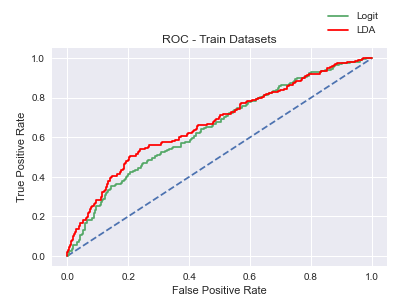 Logit
LDA
ROC - Train Datasets
1.0
0.8
0.6
0.4
0.2
0.0
True Positive Rate
0.0 0.2 0.4 0.6 0.8 1.0
False Positive Rate